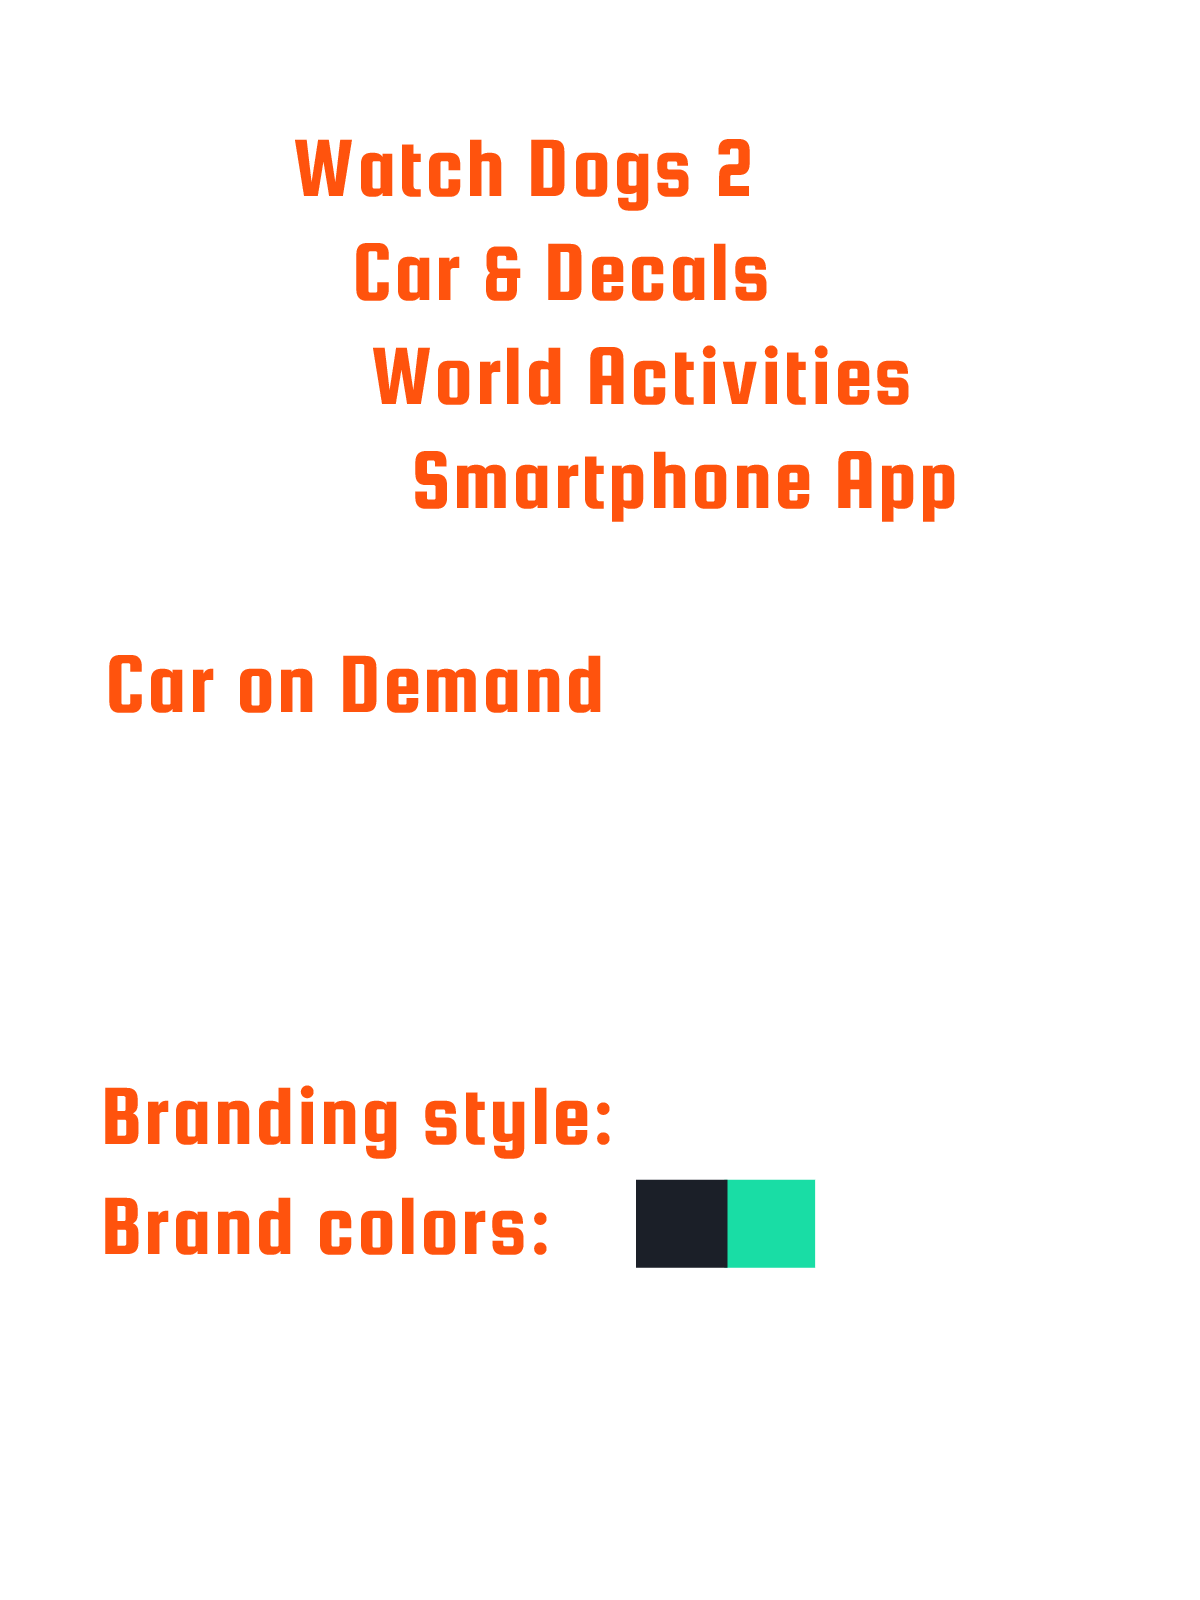 Watch Dogs 2
Car & Decals
World Activities
Smartphone App
Car on Demand
Branding style:
Brand colors: